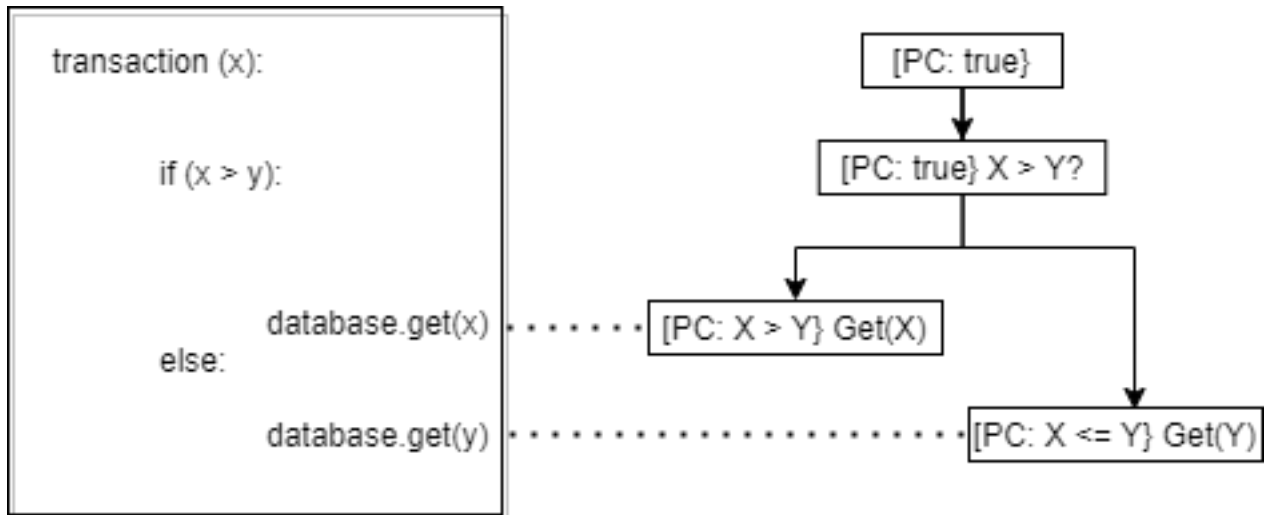 transaction (x):
if (x > y):
database.get(x)
else:
database.get(y)
[PC: true}
[PC: true} X > Y?
[PC: X > Y} Get(X)
[PC: X <= Y} Get(Y)